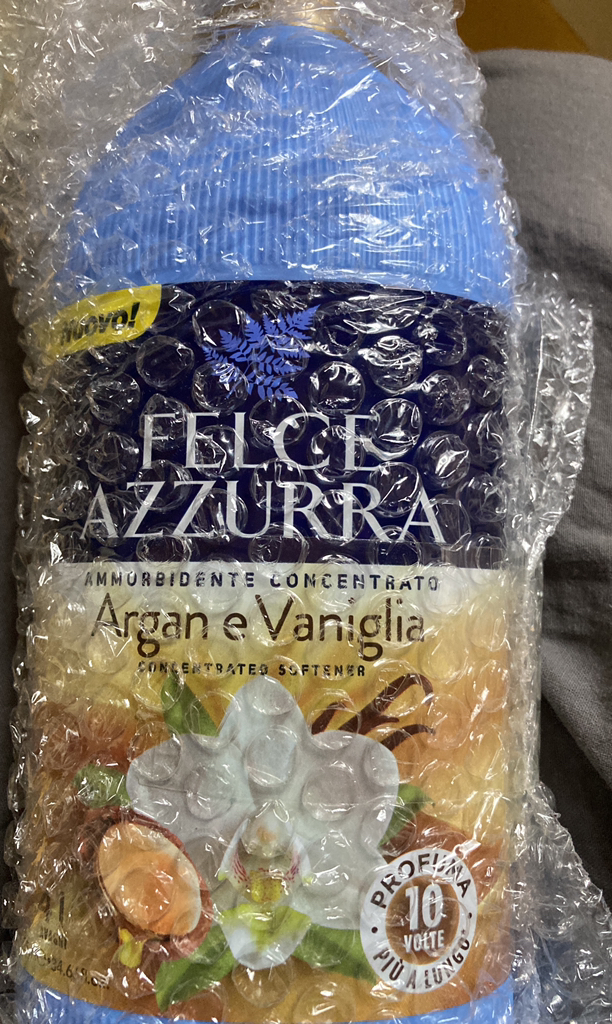 Nuovo!
FELCE
AZZURRA
AMMORBIDENTE CONCENTRATO
Argan e Vaniglia
CONCENTRATED SOFTENER
PROFUMA
10
VOLTE
PIÙ A LUNGO